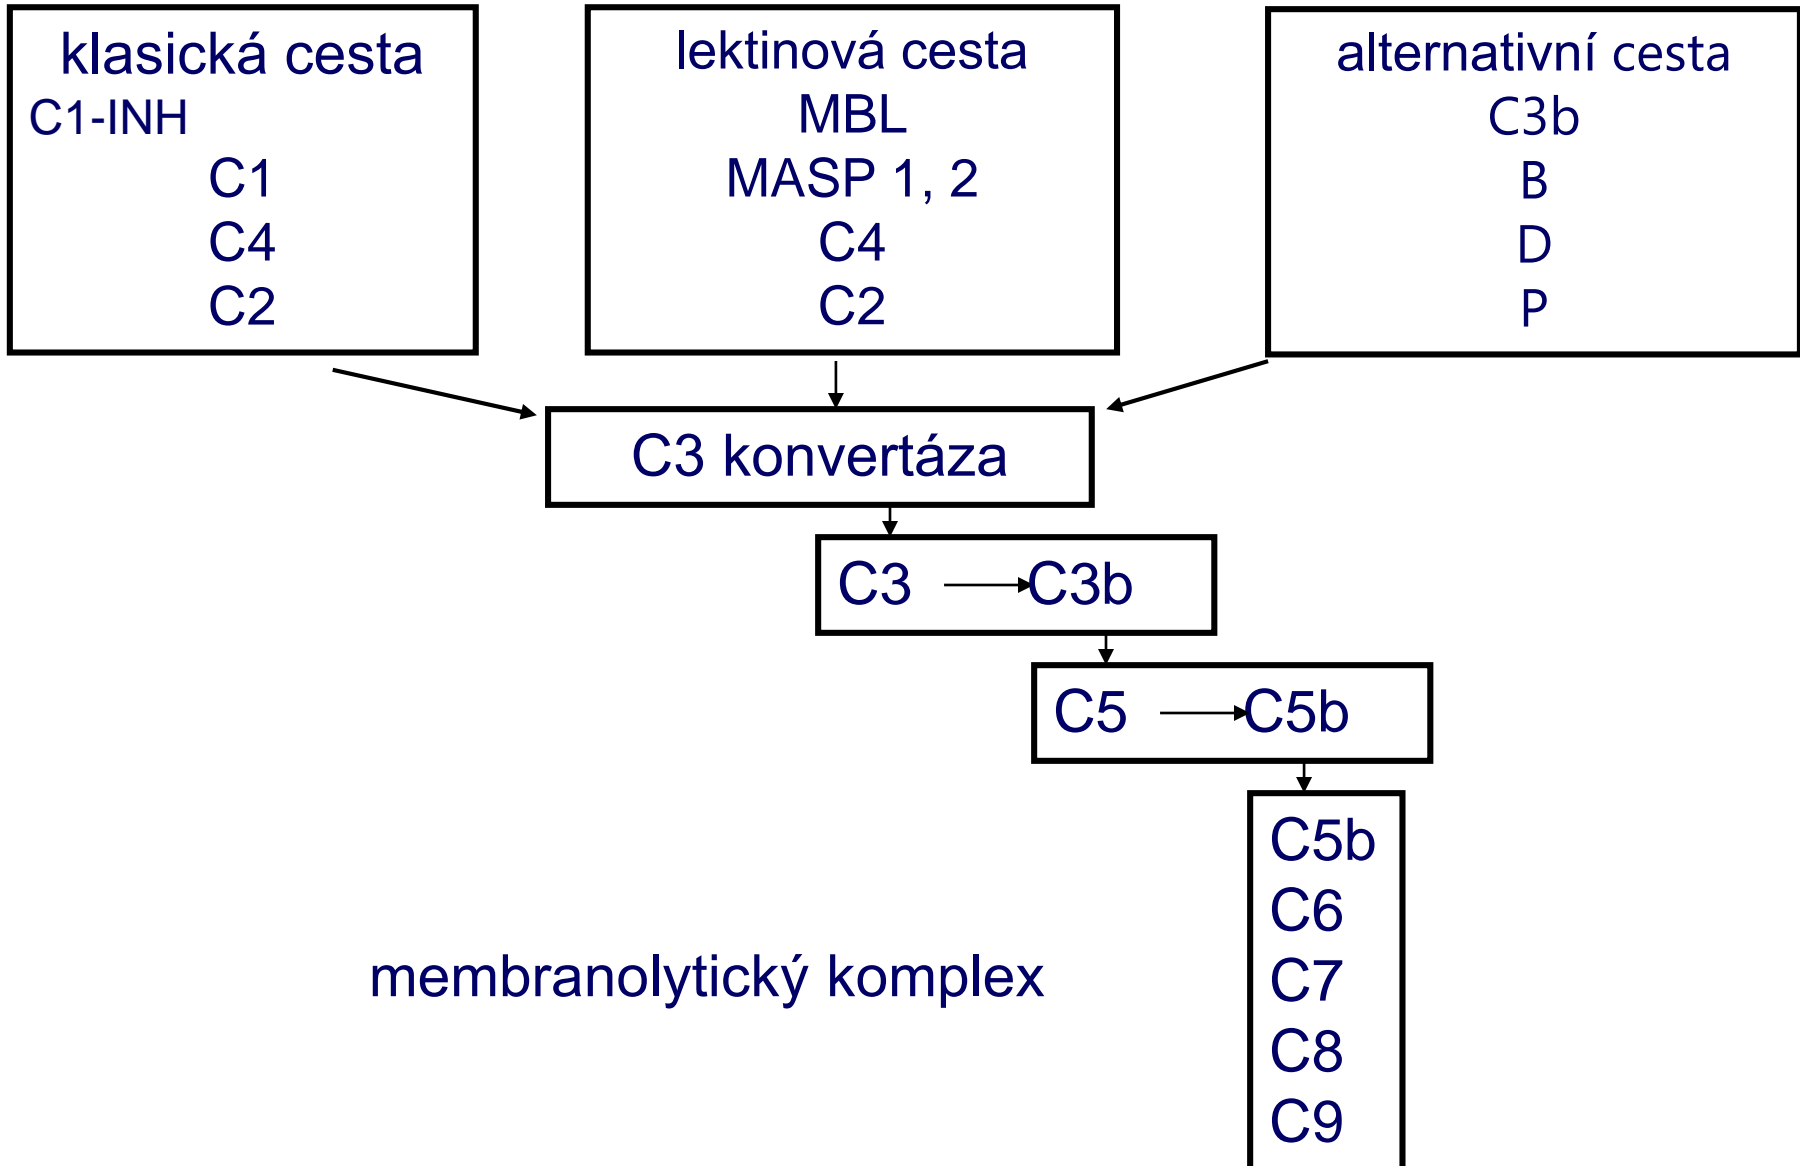 klasická cesta
C1-INH
C1
C4
C2
lektinová cesta
MBL
MASP 1, 2
C4
C2
alternativní cesta
C3b
B
D
P
C3 konvertáza
C3 C3b
C5 C5b
C5b
C6
C7
membranolytický komplex
C8
C9